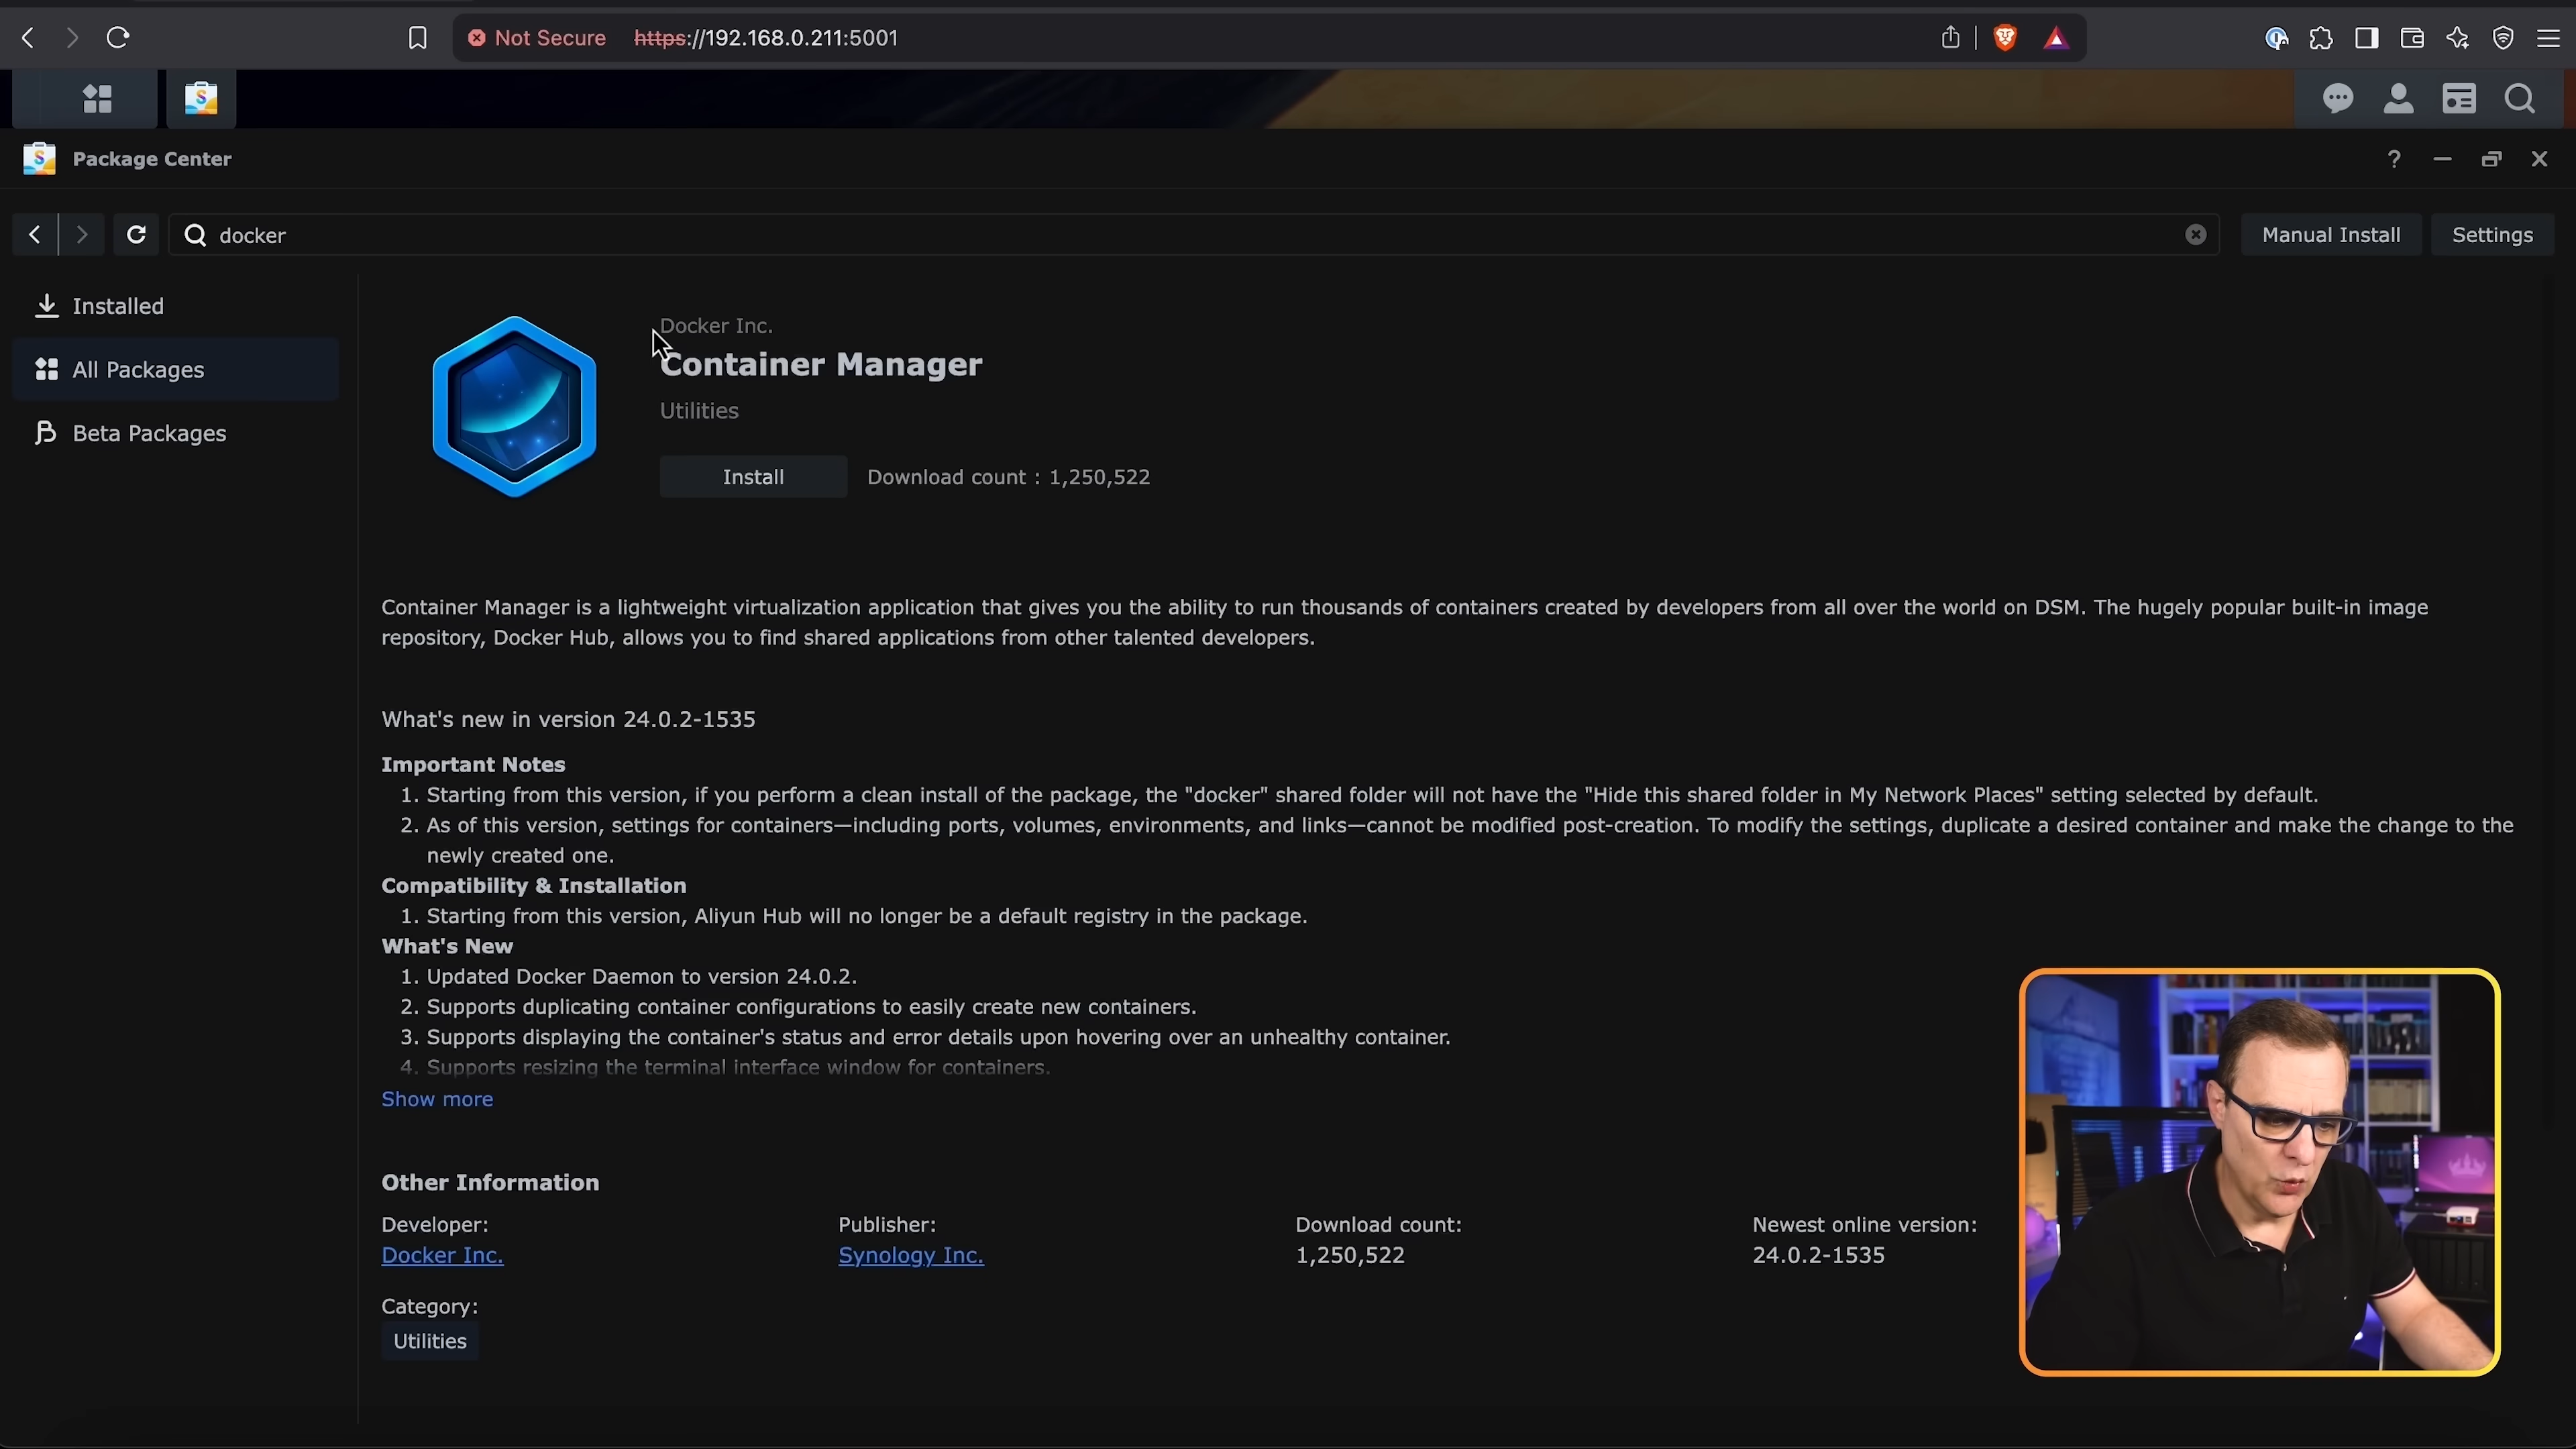 Not Secure https://192.168.0.211:5001
Package Center
docker
Manual Install
Settings
Installed
All Packages
Beta Packages
Docker Inc.
Container Manager
Utilities
Install
Download count : 1,250,522
Container Manager is a lightweight virtualization application that gives you the ability to run thousands of containers created by developers from all over the world on DSM. The hugely popular built-in image
repository, Docker Hub, allows you to find shared applications from other talented developers.
What's new in version 24.0.2-1535
Important Notes
1. Starting from this version, if you perform a clean install of the package, the "docker" shared folder will not have the "Hide this shared folder in My Network Places" setting selected by default.
2. As of this version, settings for containers—including ports, volumes, environments, and links—cannot be modified post-creation. To modify the settings, duplicate a desired container and make the change to the
newly created one.
Compatibility & Installation
1. Starting from this version, Aliyun Hub will no longer be a default registry in the package.
What's New
1. Updated Docker Daemon to version 24.0.2.
2. Supports duplicating container configurations to easily create new containers.
3. Supports displaying the container's status and error details upon hovering over an unhealthy container.
4. Supports resizing the terminal interface window for containers.
Show more
Other Information
Developer:
Docker Inc.
Publisher:
Synology Inc.
Download count:
1,250,522
Newest online version:
24.0.2-1535
Category:
Utilities